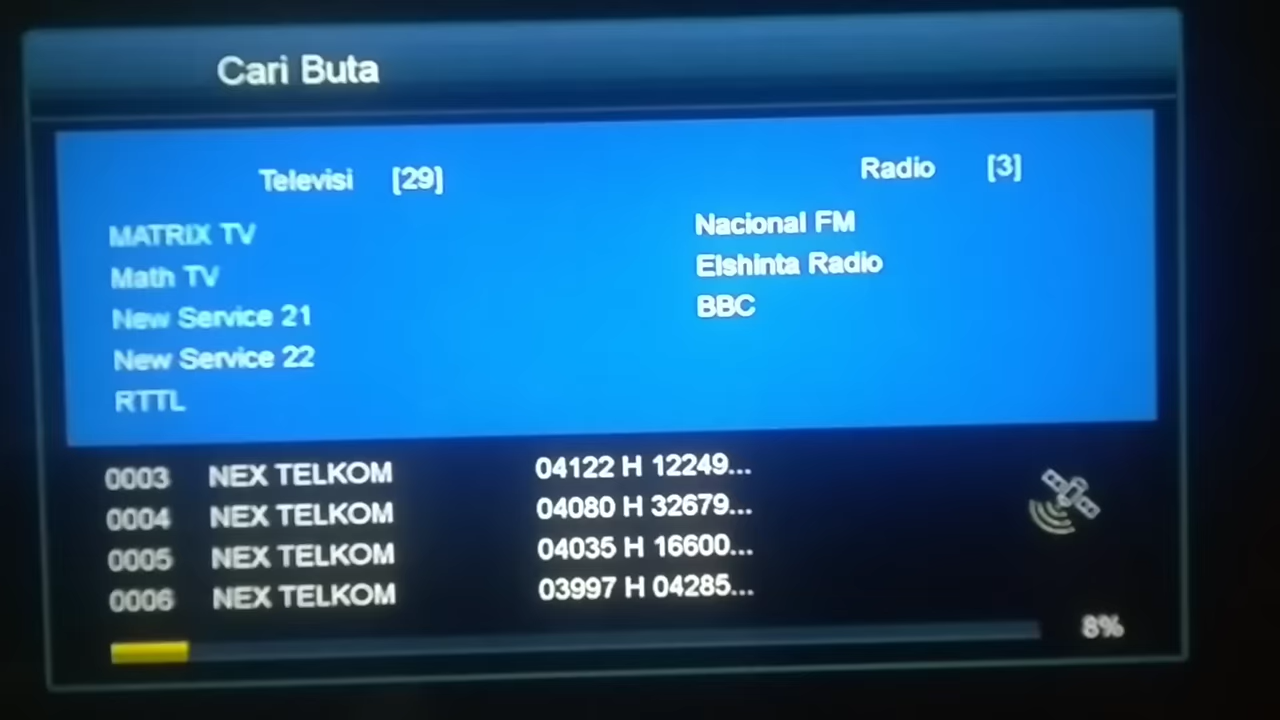 Cari Buta
Televisi [29]
Radio [3]
MATRIX TV
Math TV
New Service 21
New Service 22
RTTL
Nacional FM
Elshinta Radio
BBC
0003 NEX TELKOM 04122 H 12249...
0004 NEX TELKOM 04080 H 32679...
0005 NEX TELKOM 04035 H 16600...
0006 NEX TELKOM 03997 H 04285...
8%